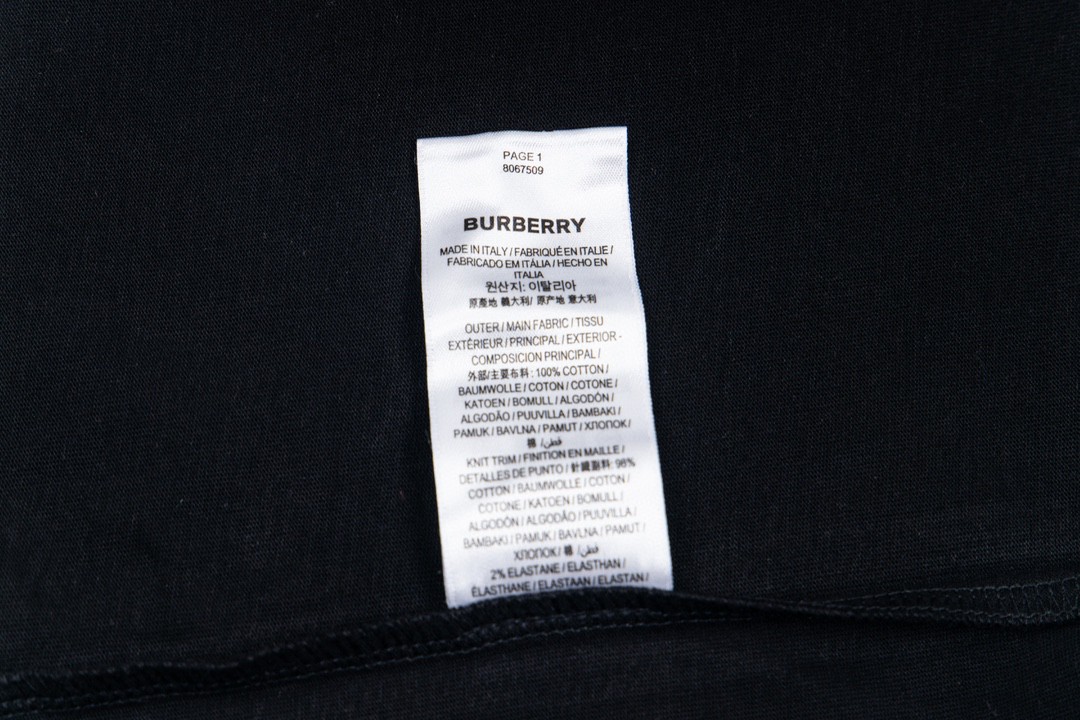 PAGE 1
8067509
BURBERRY
MADE IN ITALY / FABRIQUÉ EN ITALIE /
FABRICADO EM ITÁLIA / HECHO EN
ITALIA
원산지: 이탈리아
原產地 義大利/ 原产地 意大利
OUTER / MAIN FABRIC / TISSU
EXTÉRIEUR / PRINCIPAL / EXTERIOR -
COMPOSICION PRINCIPAL /
外部/主要布料: 100% COTTON /
BAUMWOLLE / COTON / COTONE /
KATOEN / BOMULL / ALGODÓN /
ALGODÃO / PUUVILLA / BAMBAKI /
PAMUK / BAVLNA / PAMUT / ХЛОПОК /
棉 / قطن /
KNIT TRIM / FINITION EN MAILLE /
DETALLES DE PUNTO / 針織副料: 98%
COTTON / BAUMWOLLE / COTON /
COTONE / KATOEN / BOMULL /
ALGODÓN / ALGODÃO / PUUVILLA /
BAMBAKI / PAMUK / BAVLNA / PAMUT /
ХЛОПОК / 棉 / قطن /
2% ELASTANE / ELASTHAN /
ÉLASTHANE / ELASTAAN / ELASTAN /